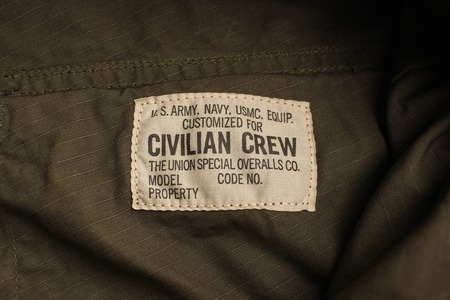 U.S. ARMY, NAVY, USMC, EQUIP.
CUSTOMIZED FOR
CIVILIAN CREW
THE UNION SPECIAL OVERALLS CO.
MODEL CODE NO.
PROPERTY